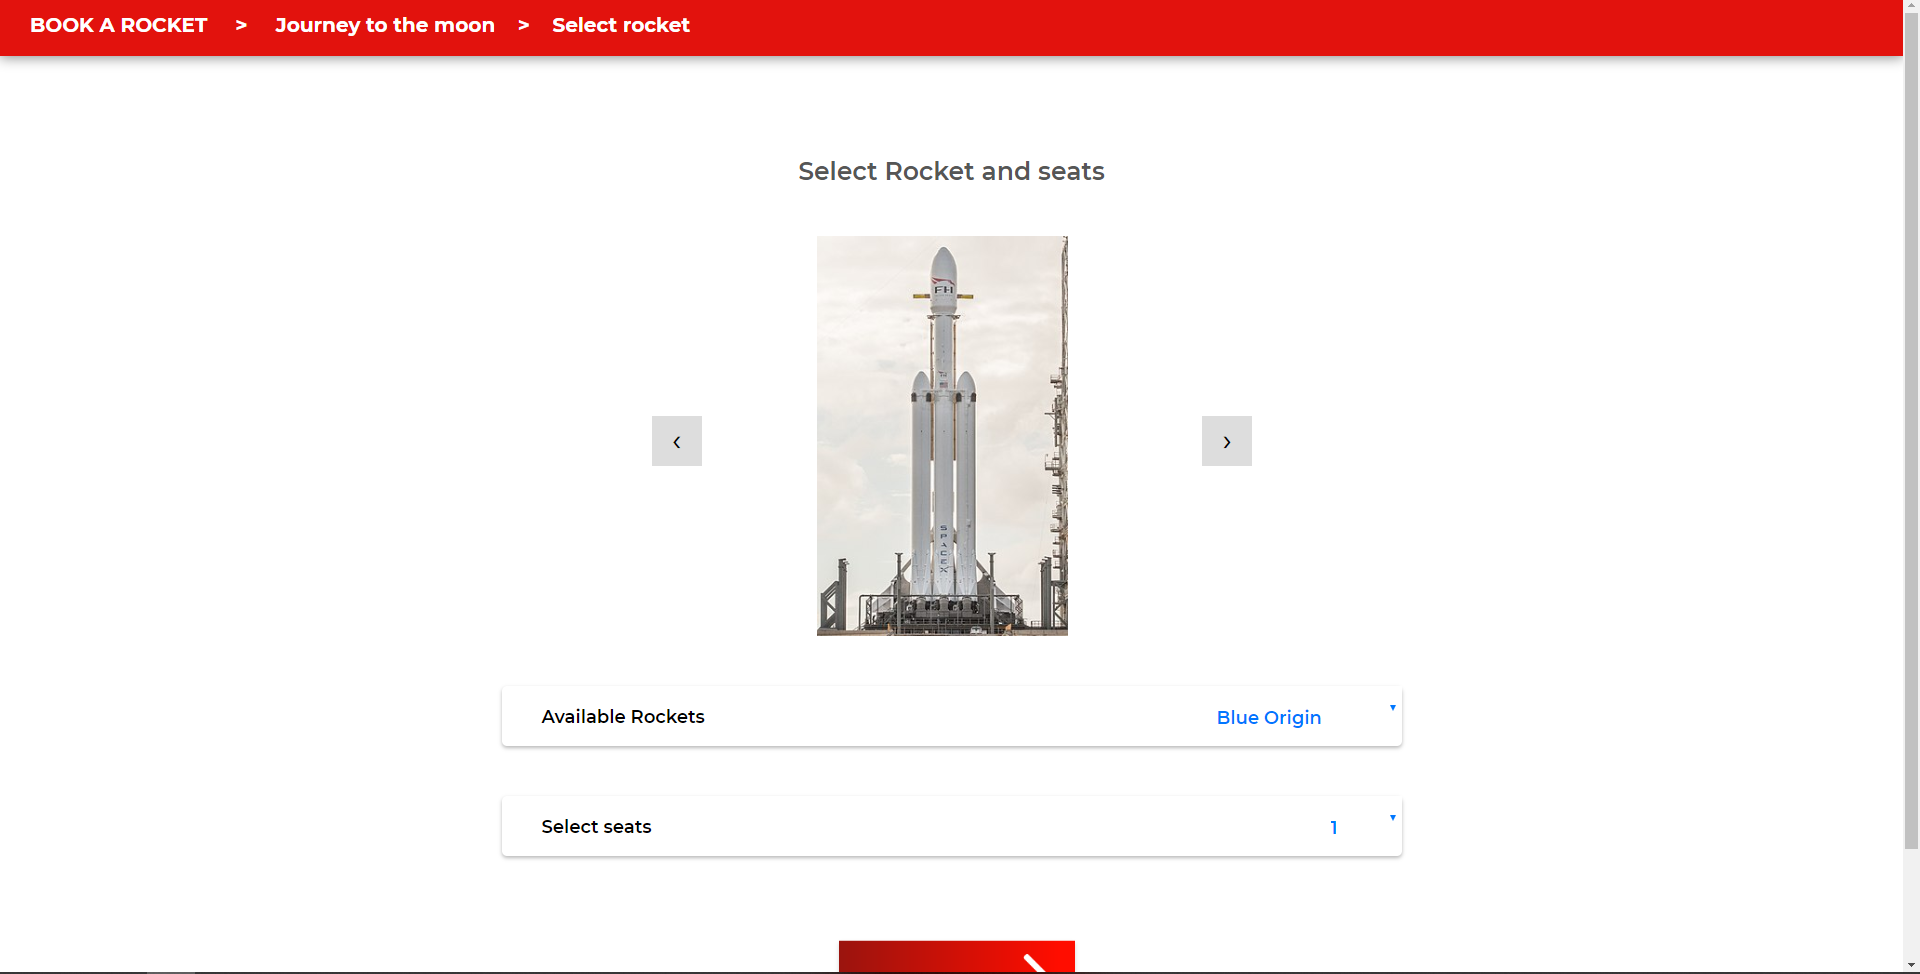 BOOK A ROCKET > Journey to the moon > Select rocket
Select Rocket and seats
FH
SPACEX
‹ ›
Available Rockets Blue Origin
Select seats 1